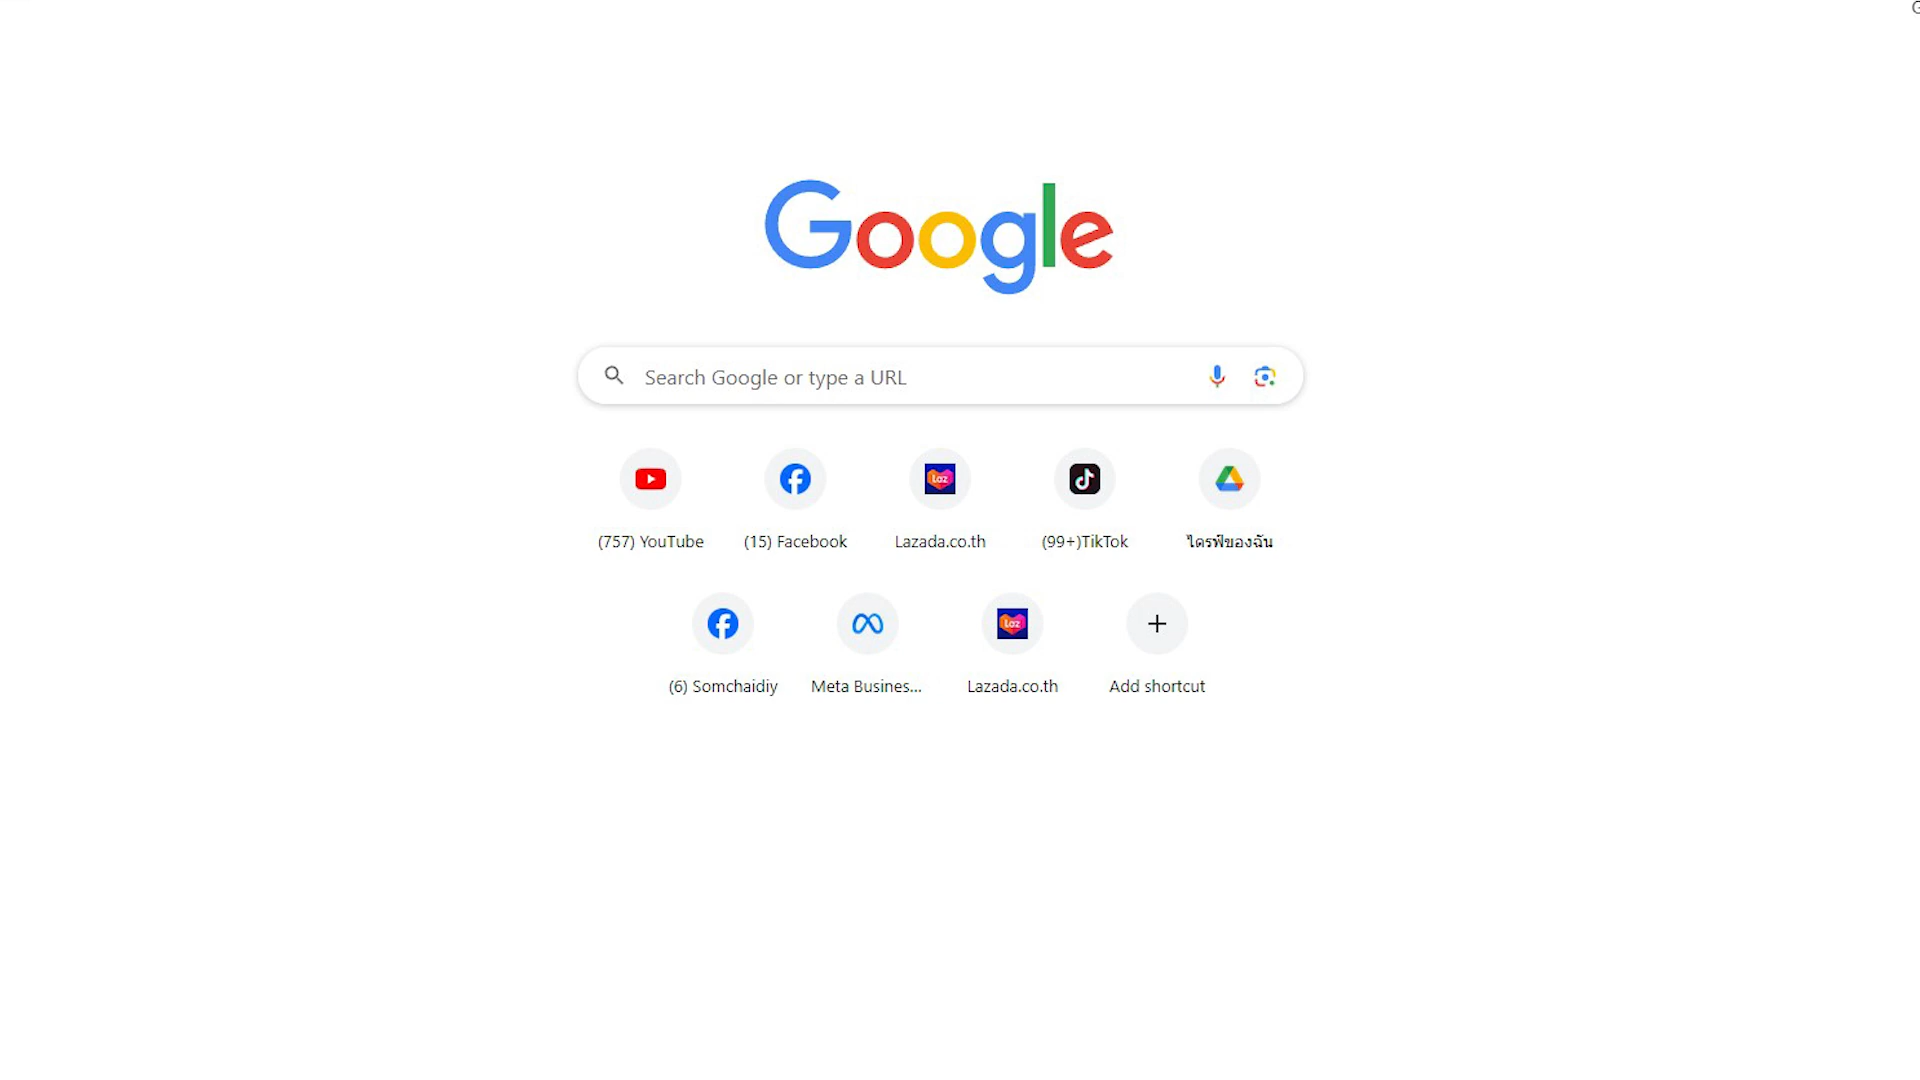 Google
Search Google or type a URL
(757) YouTube
(15) Facebook
Lazada.co.th
(99+)TikTok
ไดรฟ์ของฉัน
(6) Somchaidiy
Meta Busines...
Lazada.co.th
Add shortcut